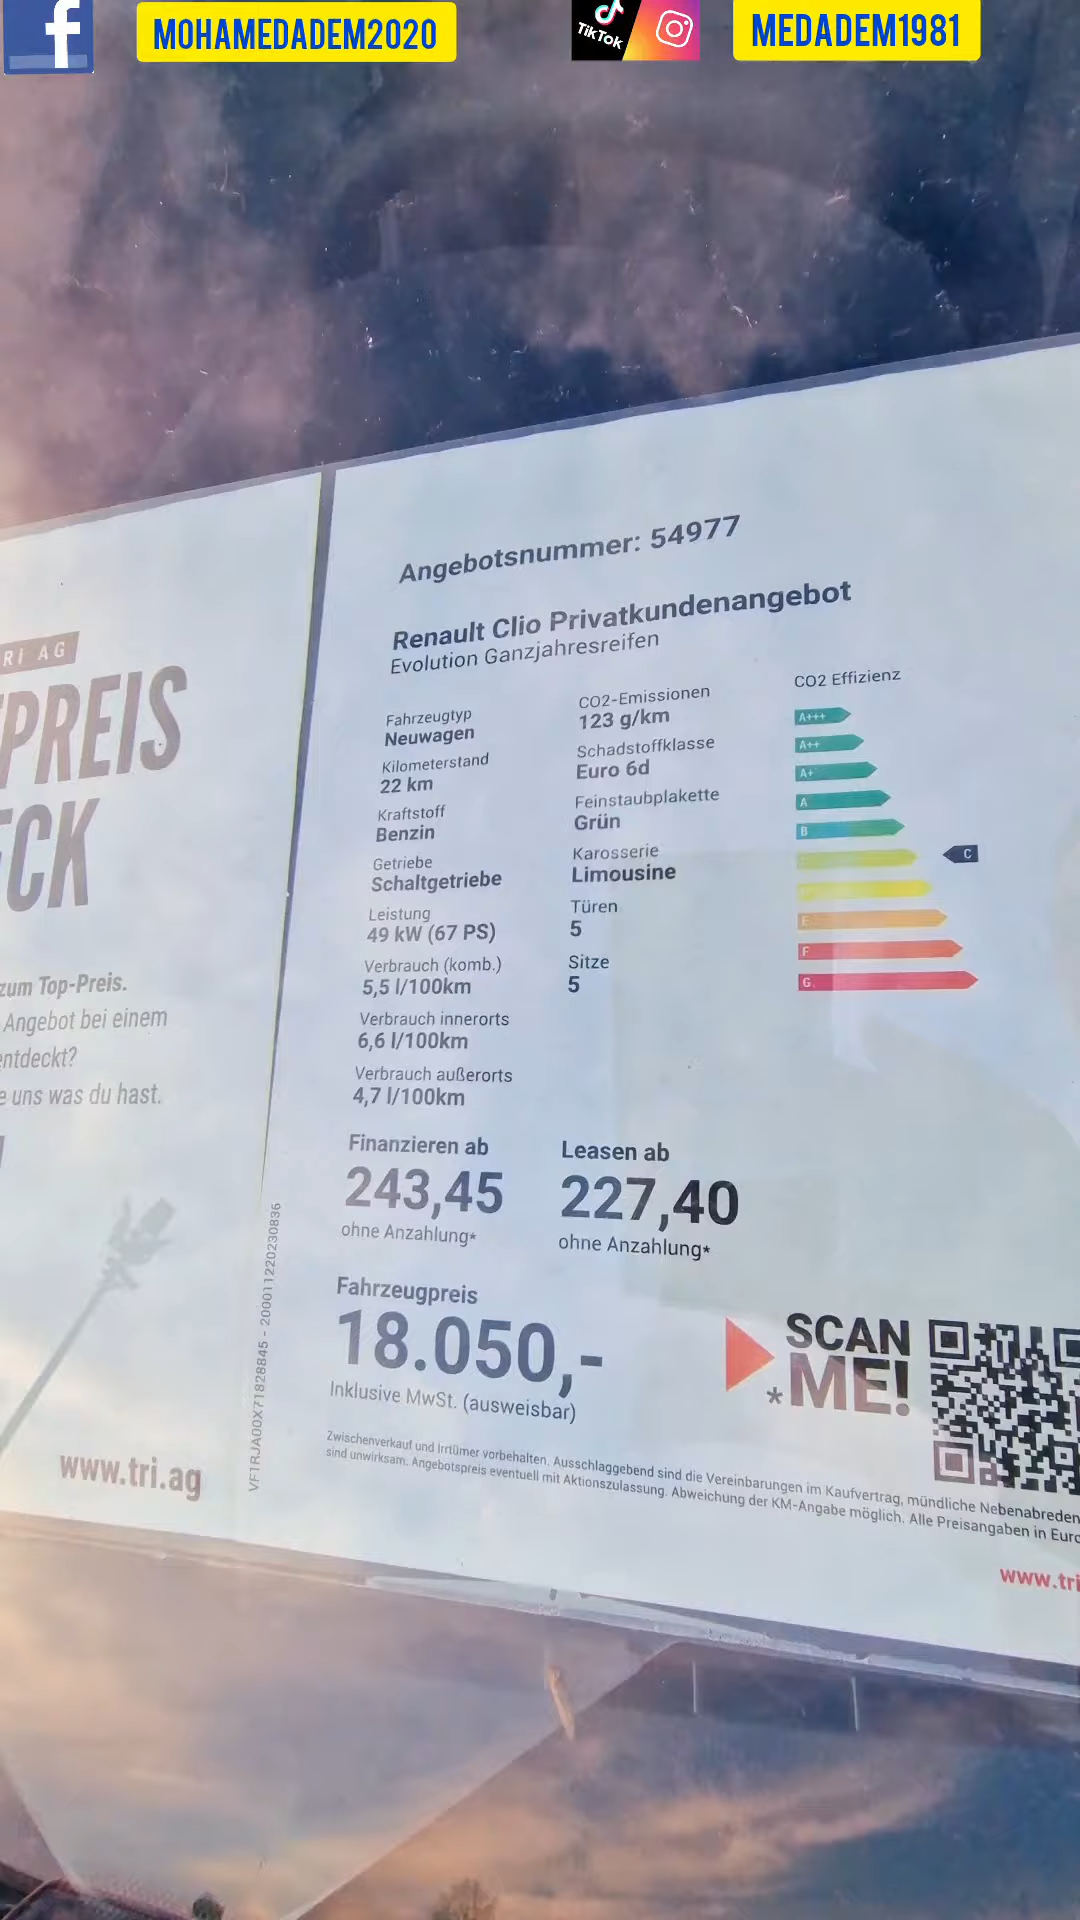 MOHAMEDADEM2020
TikTok
MEDADEM1981
RI AG
PREIS
CK
zum Top-Preis.
Angebot bei einem
entdeckt?
e uns was du hast.
www.tri.ag
VF1RJA00X71828845 - 20001122023083​6
Angebotsnummer: 54977
Renault Clio Privatkundenangebot
Evolution Ganzjahresreifen
Fahrzeugtyp
Neuwagen
Kilometerstand
22 km
Kraftstoff
Benzin
Getriebe
Schaltgetriebe
Leistung
49 kW (67 PS)
Verbrauch (komb.)
5,5 l/100km
Verbrauch innerorts
6,6 l/100km
Verbrauch außerorts
4,7 l/100km
CO2-Emissionen
123 g/km
Schadstoffklasse
Euro 6d
Feinstaubplakette
Grün
Karosserie
Limousine
Türen
5
Sitze
5
CO2 Effizienz
A+++
A++
A+
A
B
C
E
F
G
Finanzieren ab
243,45
ohne Anzahlung*
Leasen ab
227,40
ohne Anzahlung*
Fahrzeugpreis
18.050,-
Inklusive MwSt. (ausweisbar)
SCAN
*ME!
Zwischenverkauf und Irrtümer vorbehalten. Ausschlaggebend sind die Vereinbarungen im Kaufvertrag, mündliche Nebenabreden
sind unwirksam. Angebotspreis eventuell mit Aktionszulassung. Abweichung der KM-Angabe möglich. Alle Preisangaben in Euro
www.tri